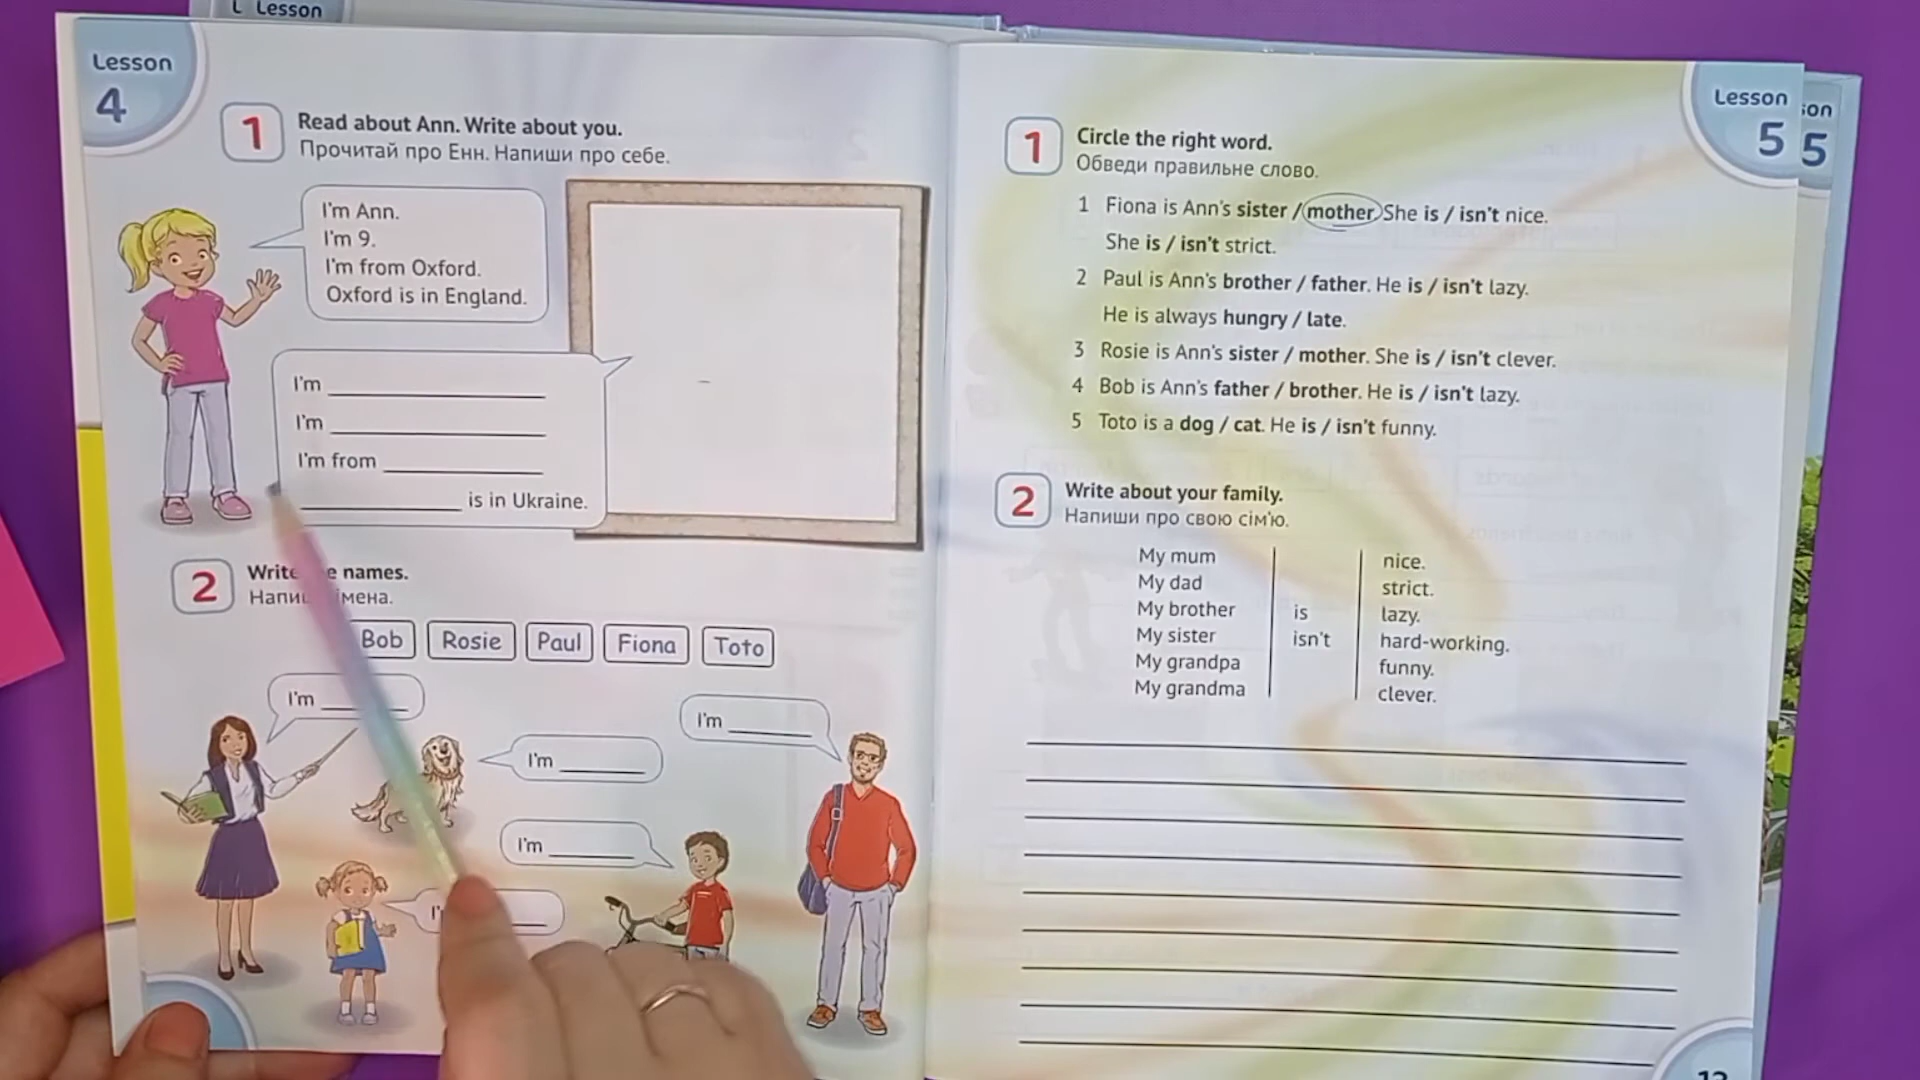 Lesson
Lesson
4
1
Read about Ann. Write about you.
Прочитай про Енн. Напиши про себе.
I'm Ann.
I'm 9.
I'm from Oxford.
Oxford is in England.
I'm
I'm
I'm from
is in Ukraine.
2
names.
Bob
Rosie
Paul
Fiona
Toto
I'm
I'm
I'm
I'm
Lesson
5
5
1
Circle the right word.
Обведи правильне слово.
1 Fiona is Ann's sister / mother. She is / isn't nice.
She is / isn't strict.
2 Paul is Ann's brother / father. He is / isn't lazy.
He is always hungry / late.
3 Rosie is Ann's sister / mother. She is / isn't clever.
4 Bob is Ann's father / brother. He is / isn't lazy.
5 Toto is a dog / cat. He is / isn't funny.
2
Write about your family.
Напиши про свою сім'ю.
My mum
My dad
My brother
My sister
My grandpa
My grandma
is
isn't
nice.
strict.
lazy.
hard-working.
funny.
clever.